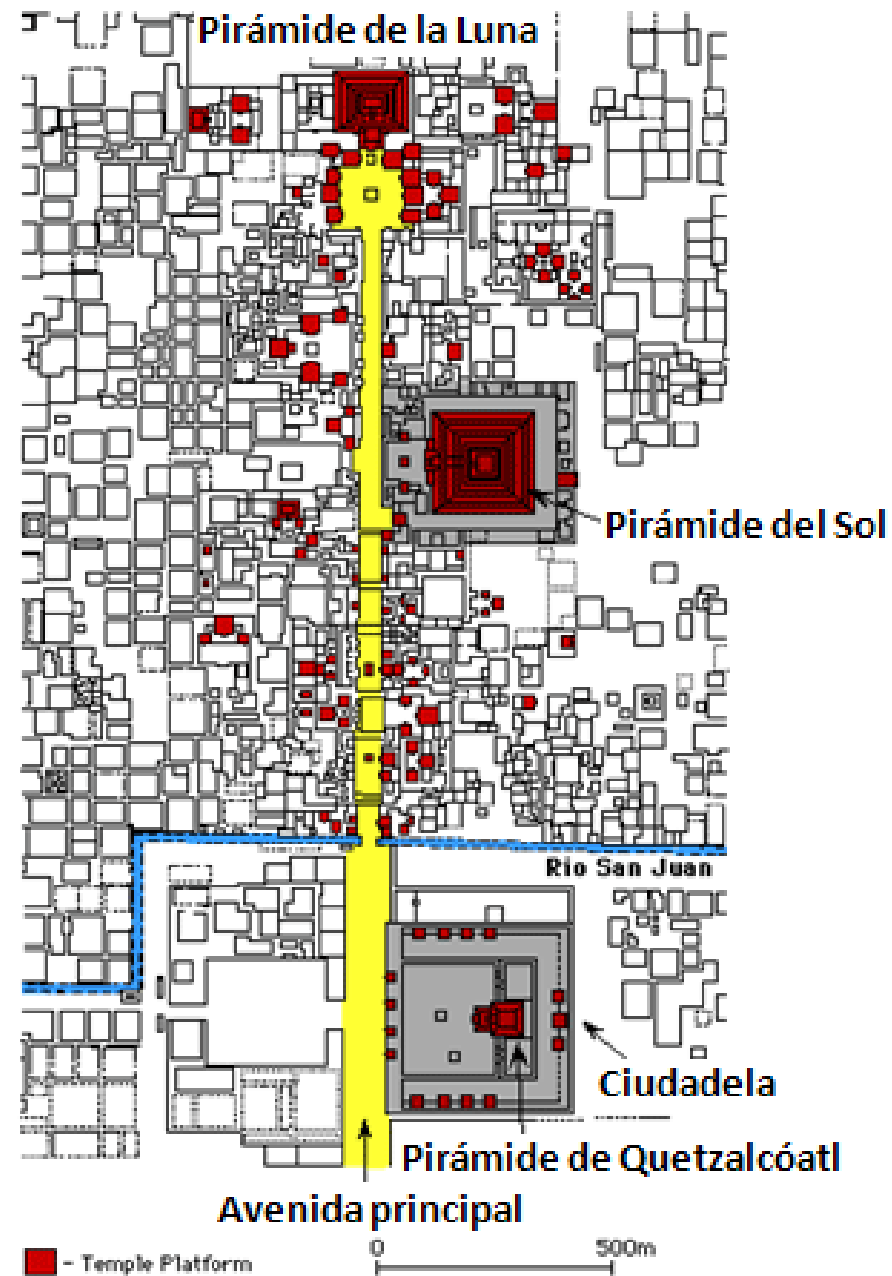 Pirámide de la Luna
Pirámide del Sol
Río San Juan
Ciudadela
Pirámide de Quetzalcóatl
Avenida principal
- Temple Platform
0 500m